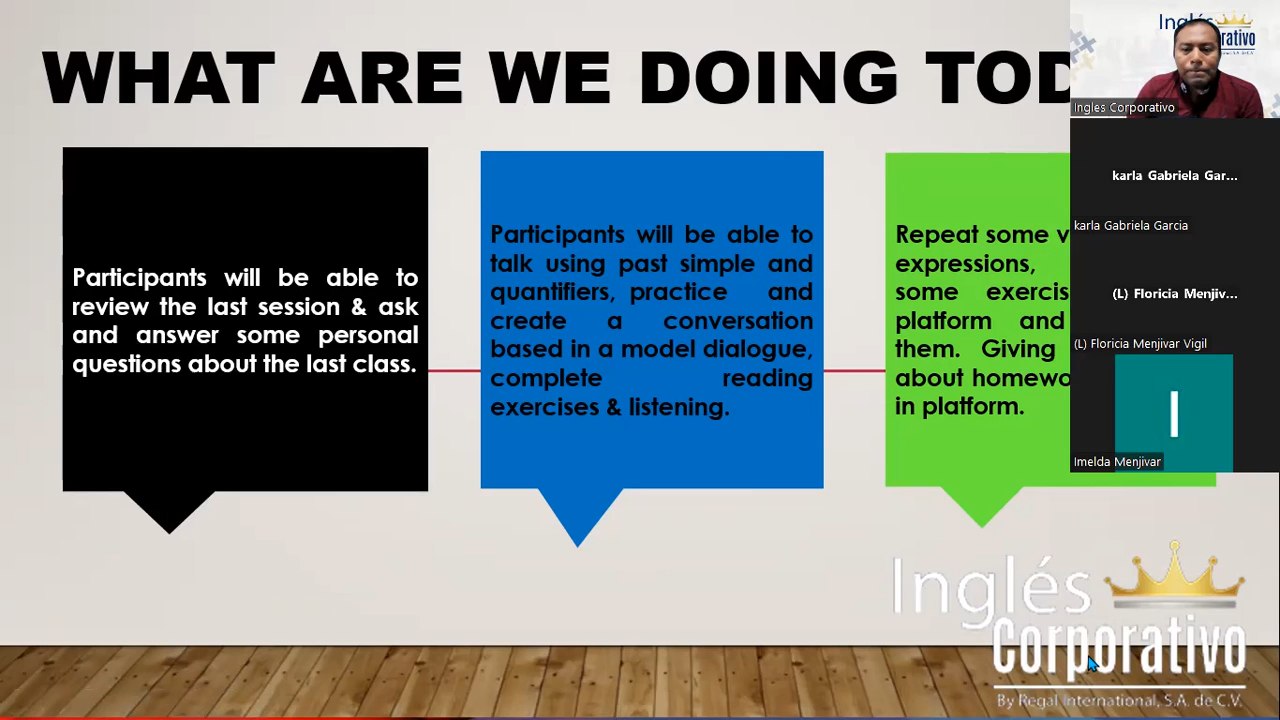 WHAT ARE WE DOING
Participants will be able to
review the last session & ask
and answer some personal
questions about the last class.
Participants will be able to
talk using past simple and
quantifiers, practice and
create a conversation
based in a model dialogue,
complete reading
exercises & listening.
Repeat some
expressions,
some
platform and
them. Giving
about
in platform.
Ingles Corporativo
karla Gabriela Gar...
karla Gabriela Garcia
(L) Floricia Menjiv...
(L) Floricia Menjivar Vigil
I
Imelda Menjivar
Inglés
Corporativo
By Regal International, S.A. de C.V.